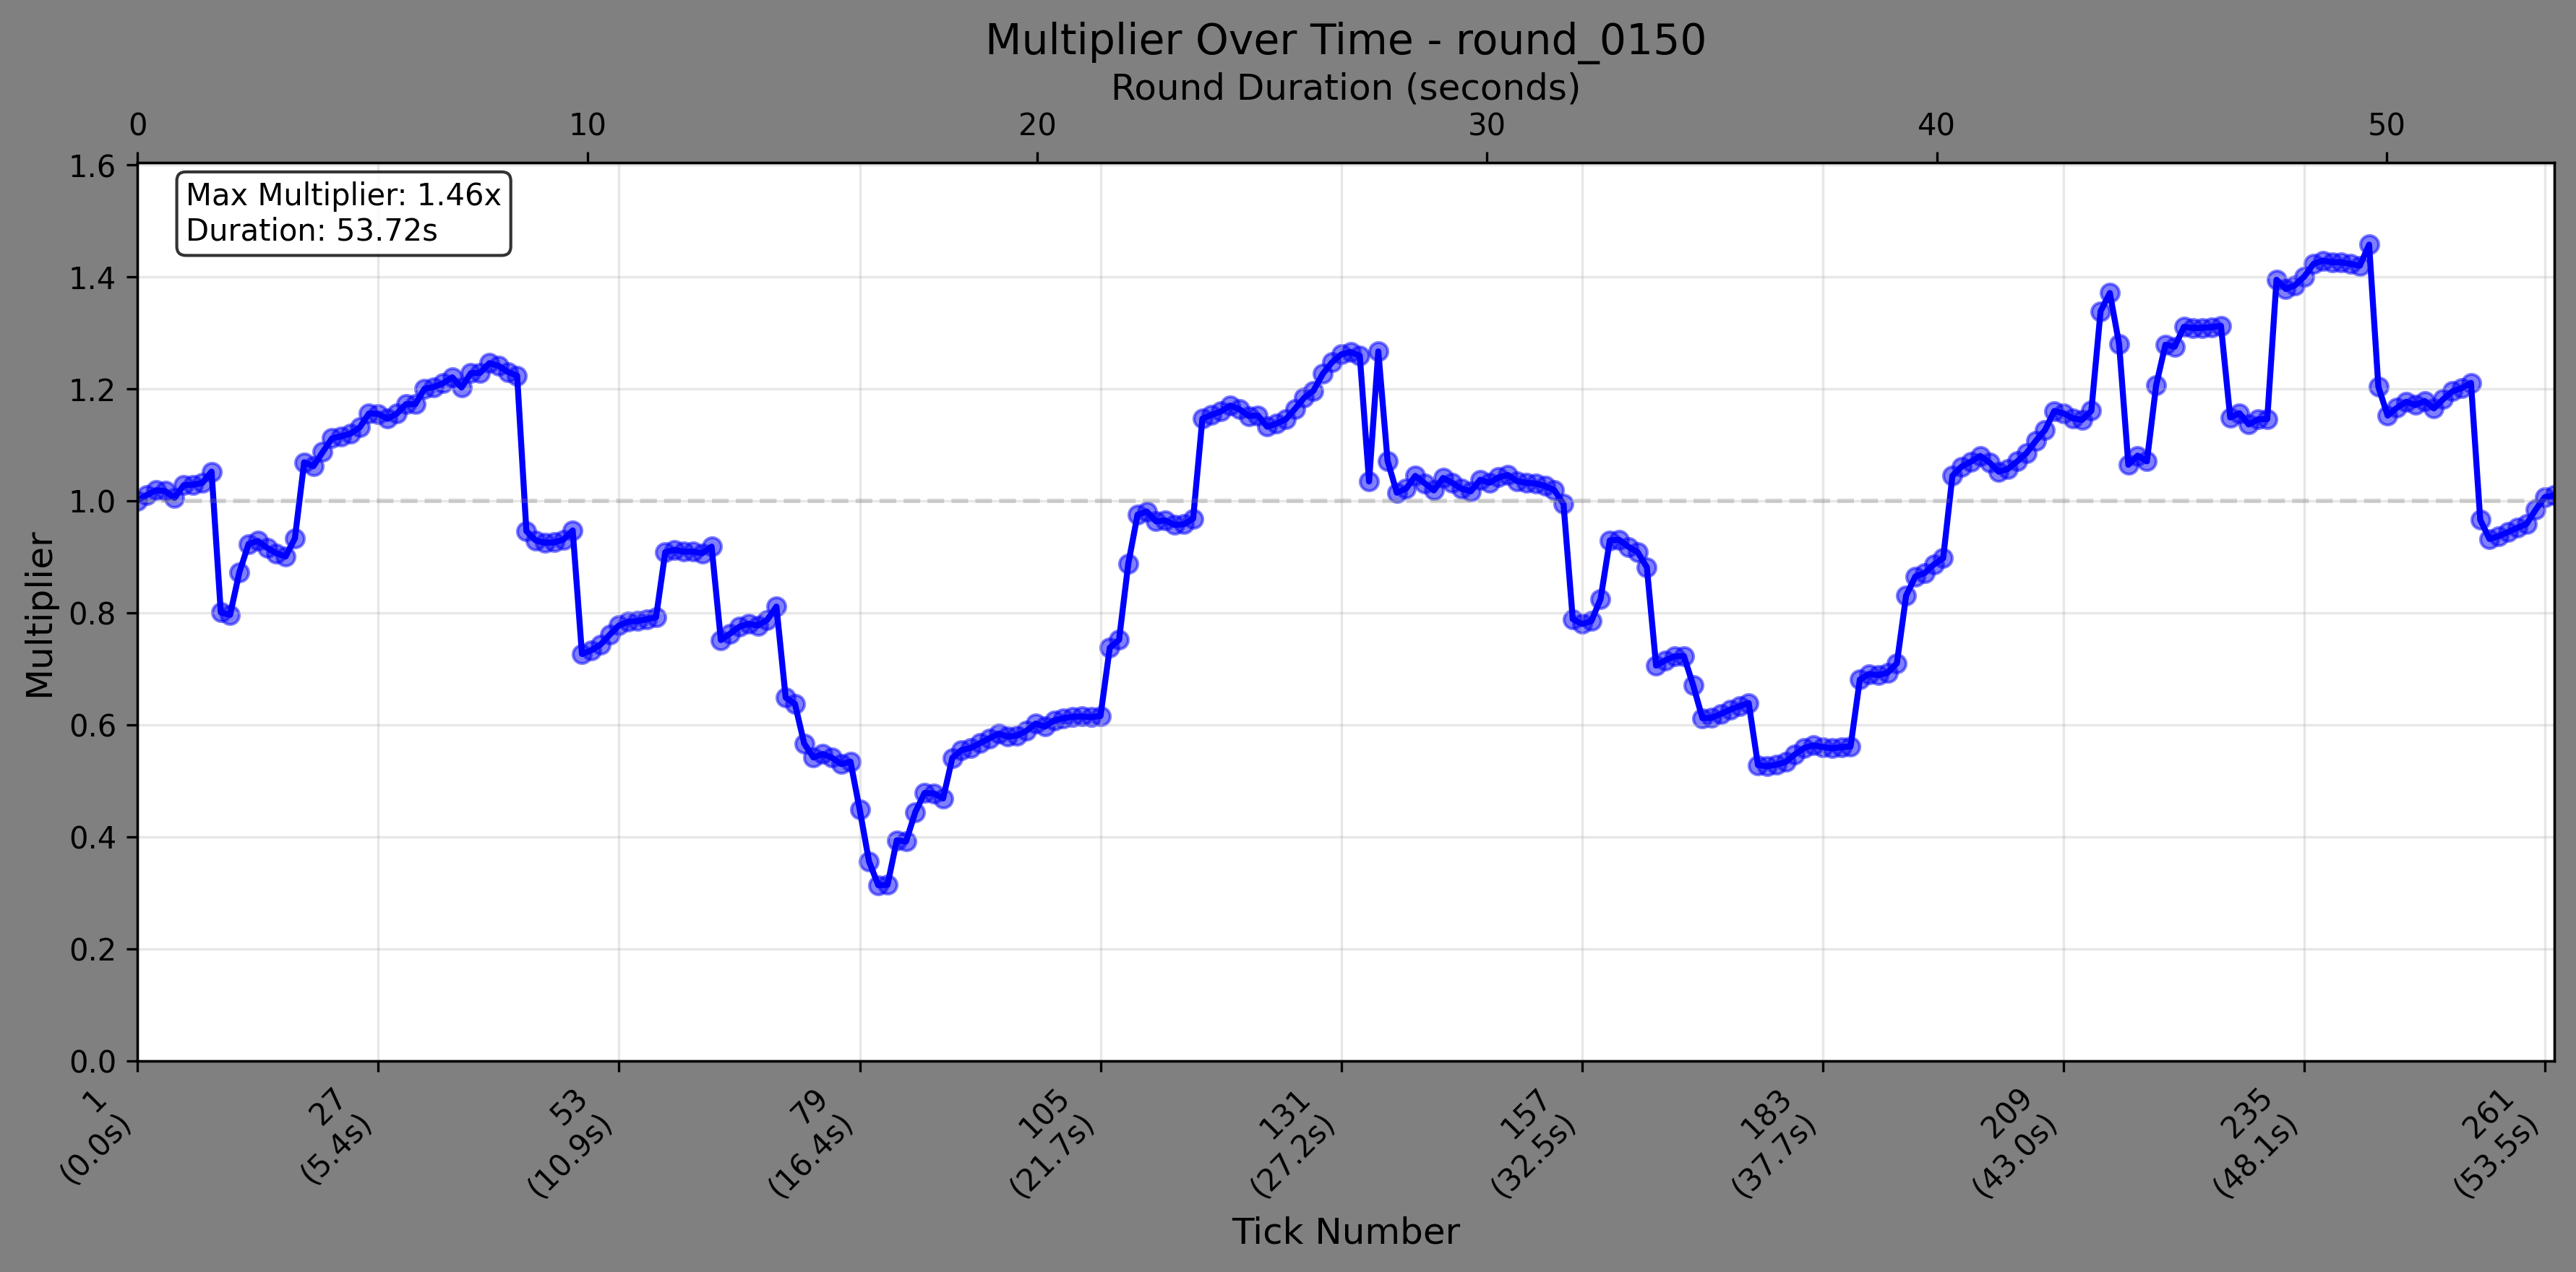 Multiplier Over Time - round_0150
Round Duration (seconds)
0 10 20 30 40 50
Max Multiplier: 1.46x
Duration: 53.72s
1.6
1.4
1.2
1.0
0.8
0.6
0.4
0.2
0.0
Multiplier
1
(0.0s)
27
(5.4s)
53
(10.9s)
79
(16.4s)
105
(21.7s)
131
(27.2s)
157
(32.5s)
183
(37.7s)
209
(43.0s)
235
(48.1s)
261
(53.5s)
Tick Number